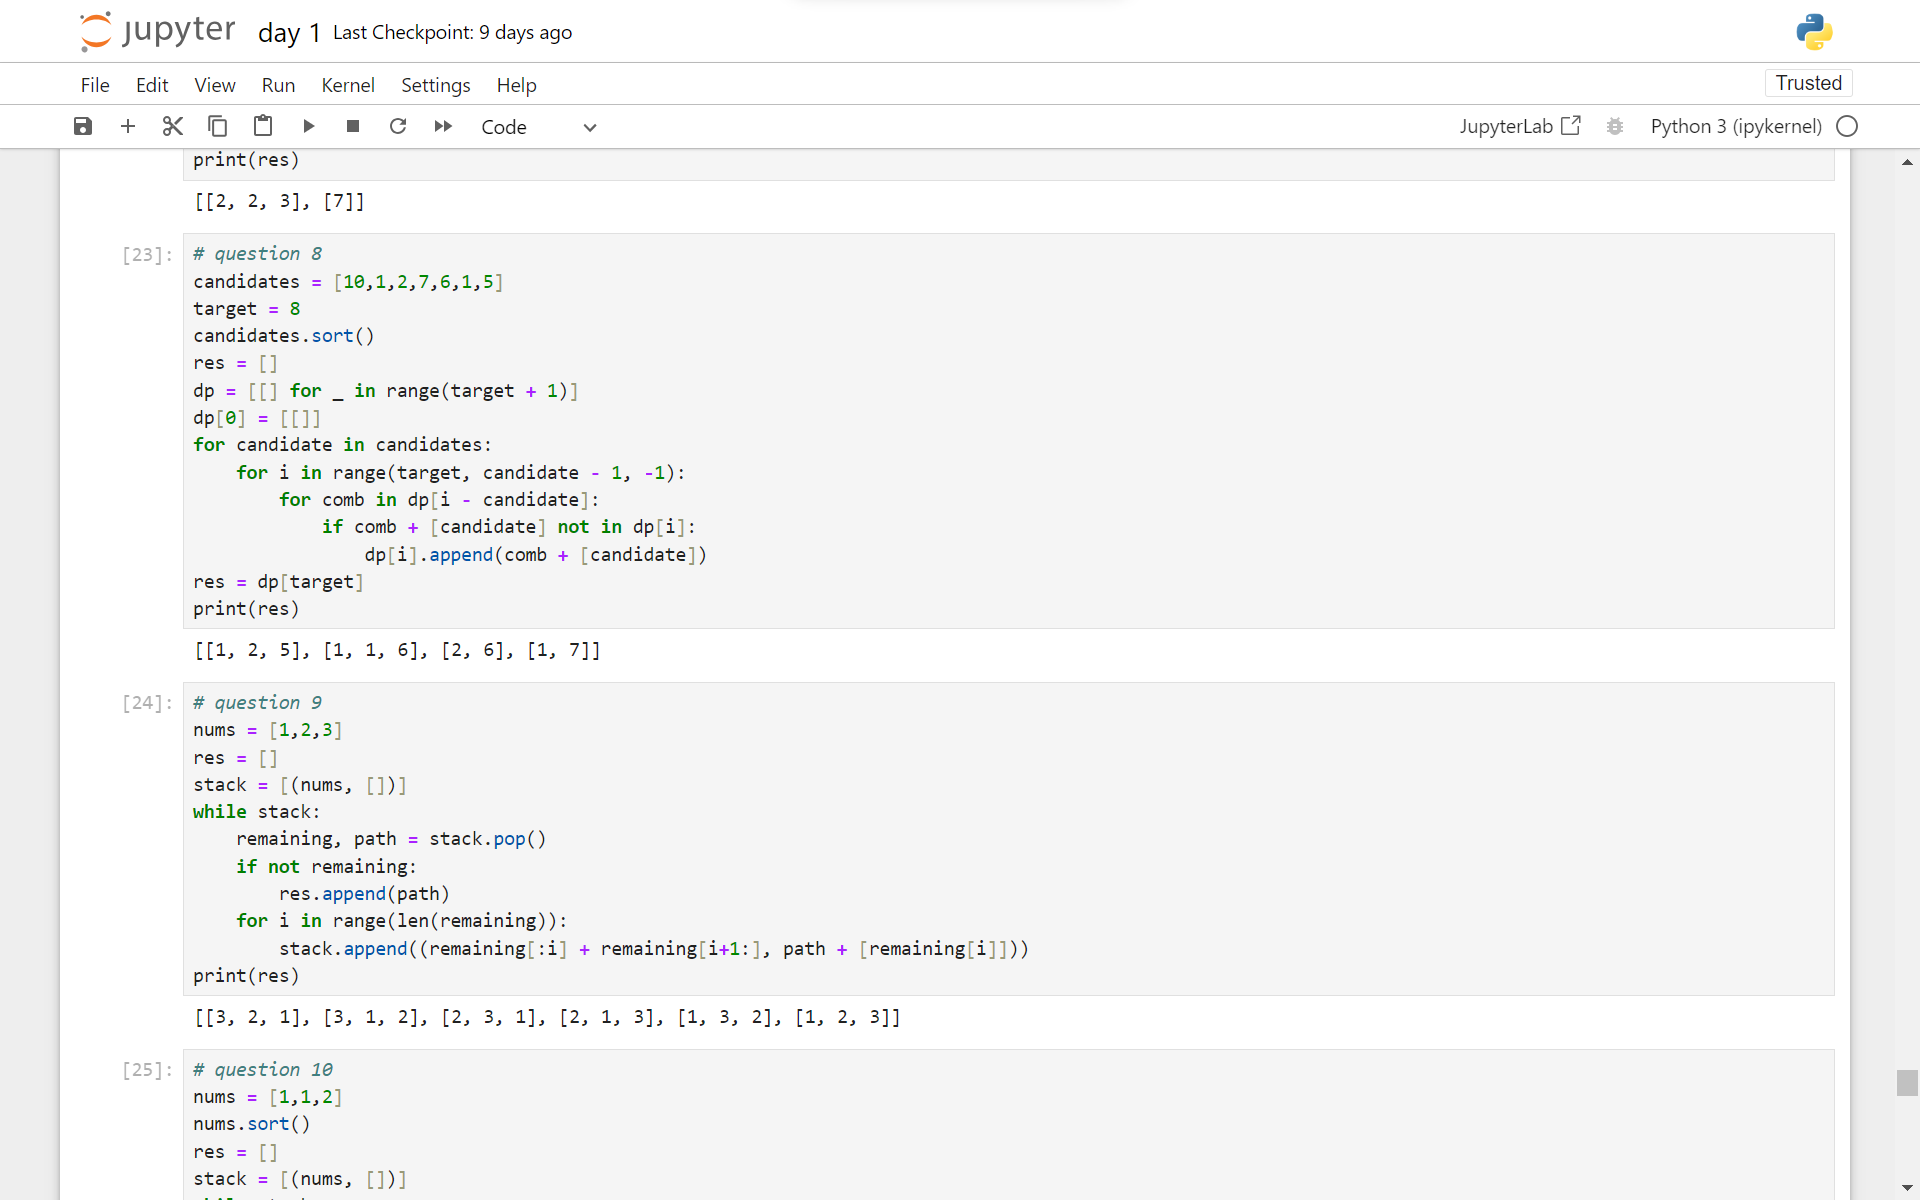 jupyter day 1 Last Checkpoint: 9 days ago
File Edit View Run Kernel Settings Help Trusted
Code JupyterLab Python 3 (ipykernel)
print(res)
[[2, 2, 3], [7]]
[23]: # question 8
candidates = [10,1,2,7,6,1,5]
target = 8
candidates.sort()
res = []
dp = [[] for _ in range(target + 1)]
dp[0] = [[]]
for candidate in candidates:
    for i in range(target, candidate - 1, -1):
        for comb in dp[i - candidate]:
            if comb + [candidate] not in dp[i]:
                dp[i].append(comb + [candidate])
res = dp[target]
print(res)
[[1, 2, 5], [1, 1, 6], [2, 6], [1, 7]]
[24]: # question 9
nums = [1,2,3]
res = []
stack = [(nums, [])]
while stack:
    remaining, path = stack.pop()
    if not remaining:
        res.append(path)
    for i in range(len(remaining)):
        stack.append((remaining[:i] + remaining[i+1:], path + [remaining[i]]))
print(res)
[[3, 2, 1], [3, 1, 2], [2, 3, 1], [2, 1, 3], [1, 3, 2], [1, 2, 3]]
[25]: # question 10
nums = [1,1,2]
nums.sort()
res = []
stack = [(nums, [])]